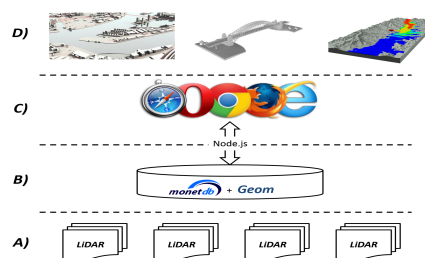 D)
C)
Node.js
B)
monetdb + Geom
A)
LiDAR LiDAR LiDAR LiDAR